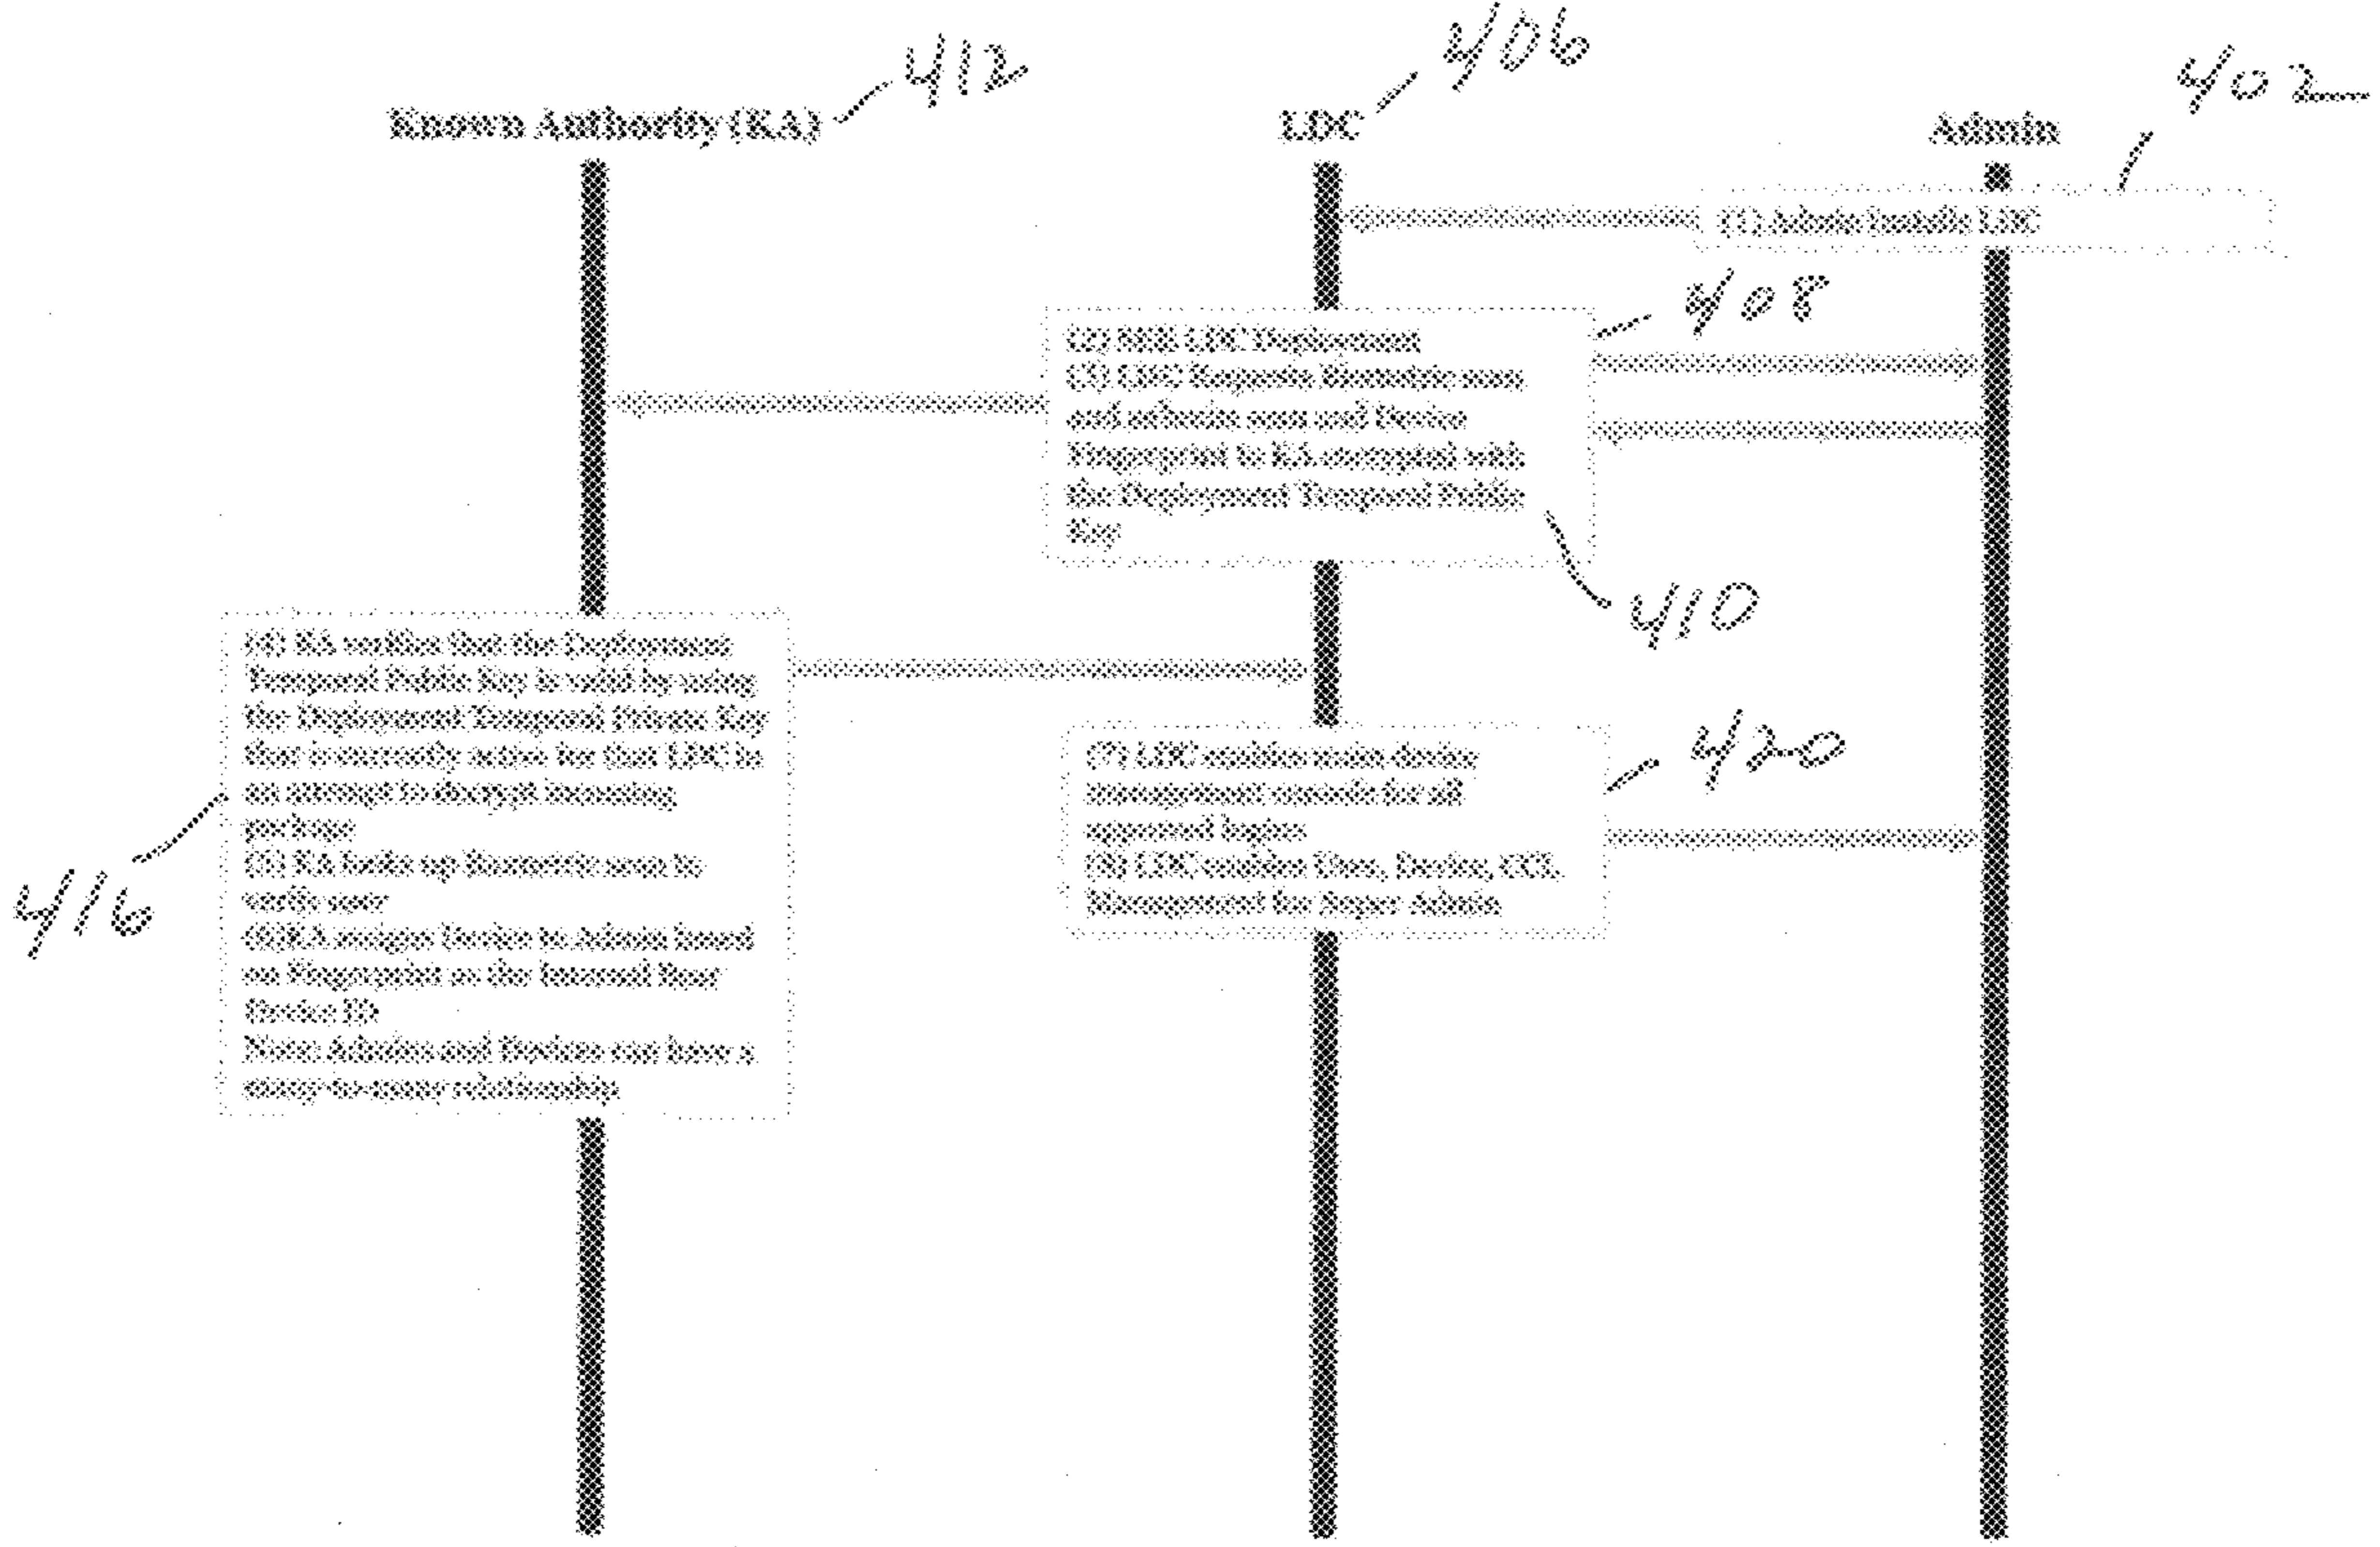 412
406
402
Known Authority (KA)
LDC
Admin
(1) Admin installs LDC
408
(2) LDC Deployment
(3) LDC Requests Biometric scan
and submits scan and Device
Fingerprint to KA encrypted with
the Deployment Temporal Public
Key
410
(4) KA verifies that the Deployment
Temporal Public Key is valid by using
the Deployment Temporal Private Key
that is currently active for that LDC in
an attempt to decrypt incoming
package
(5) KA looks up Biometric scan to
verify user
(6) KA assigns Device to Admin based
on Fingerprint as the Internal
Device ID
Note: Admins and Devices can have a
many-to-many relationship
416
(7) LDC enables main device
management console for all
approved logins
(8) LDC enables User, Device, CCL
Management for Super Admin
420